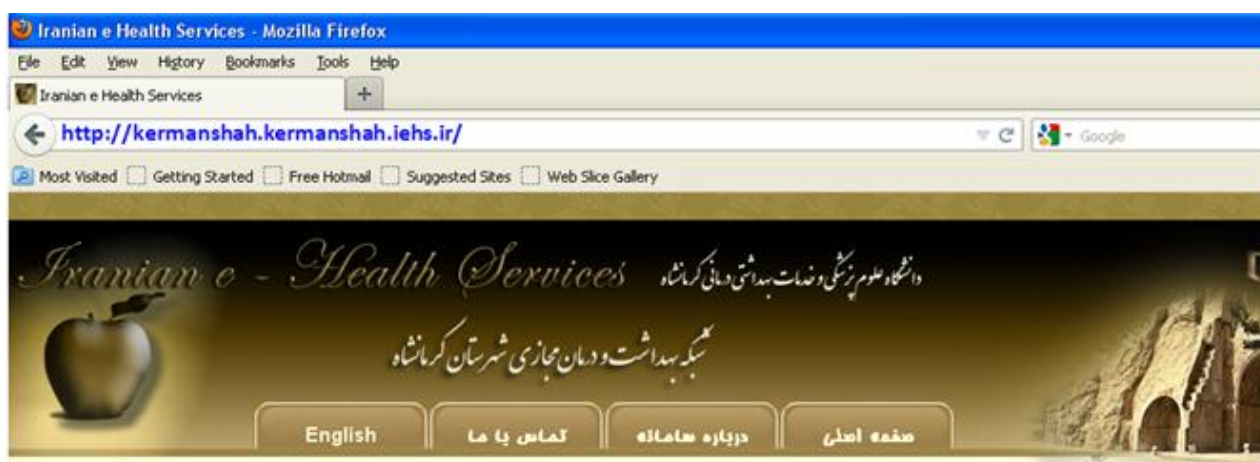 Iranian e Health Services - Mozilla Firefox
File Edit View History Bookmarks Tools Help
Iranian e Health Services +
http://kermanshah.kermanshah.iehs.ir/ Google
Most Visited Getting Started Free Hotmail Suggested Sites Web Slice Gallery
Iranian e - Health Services دانشگاه علوم پزشکی و خدمات بهداشتی درمانی کرمانشاه
شبکه بهداشت و درمان مجازی شهرستان کرمانشاه
صفحه اصلی درباره سامانه تماس با ما English